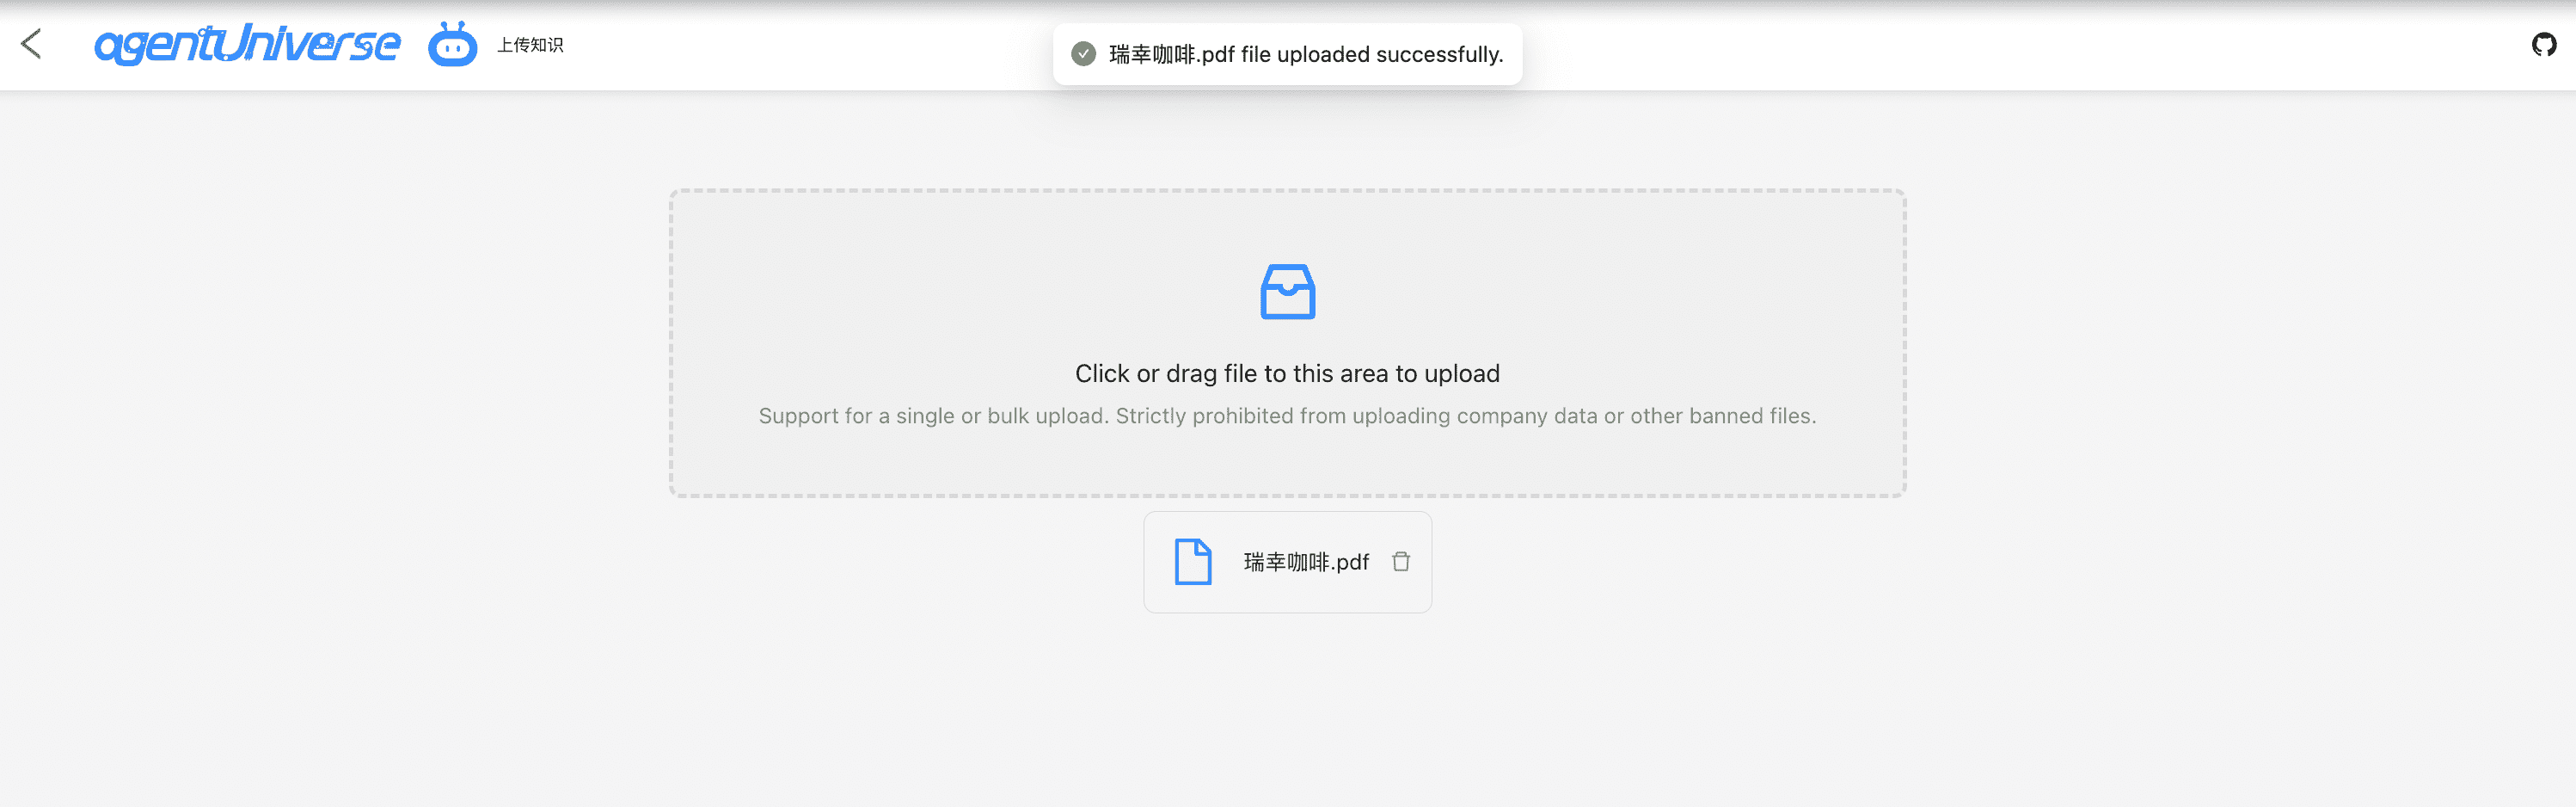 agentUniverse 上传知识
瑞幸咖啡.pdf file uploaded successfully.
Click or drag file to this area to upload
Support for a single or bulk upload. Strictly prohibited from uploading company data or other banned files.
瑞幸咖啡.pdf